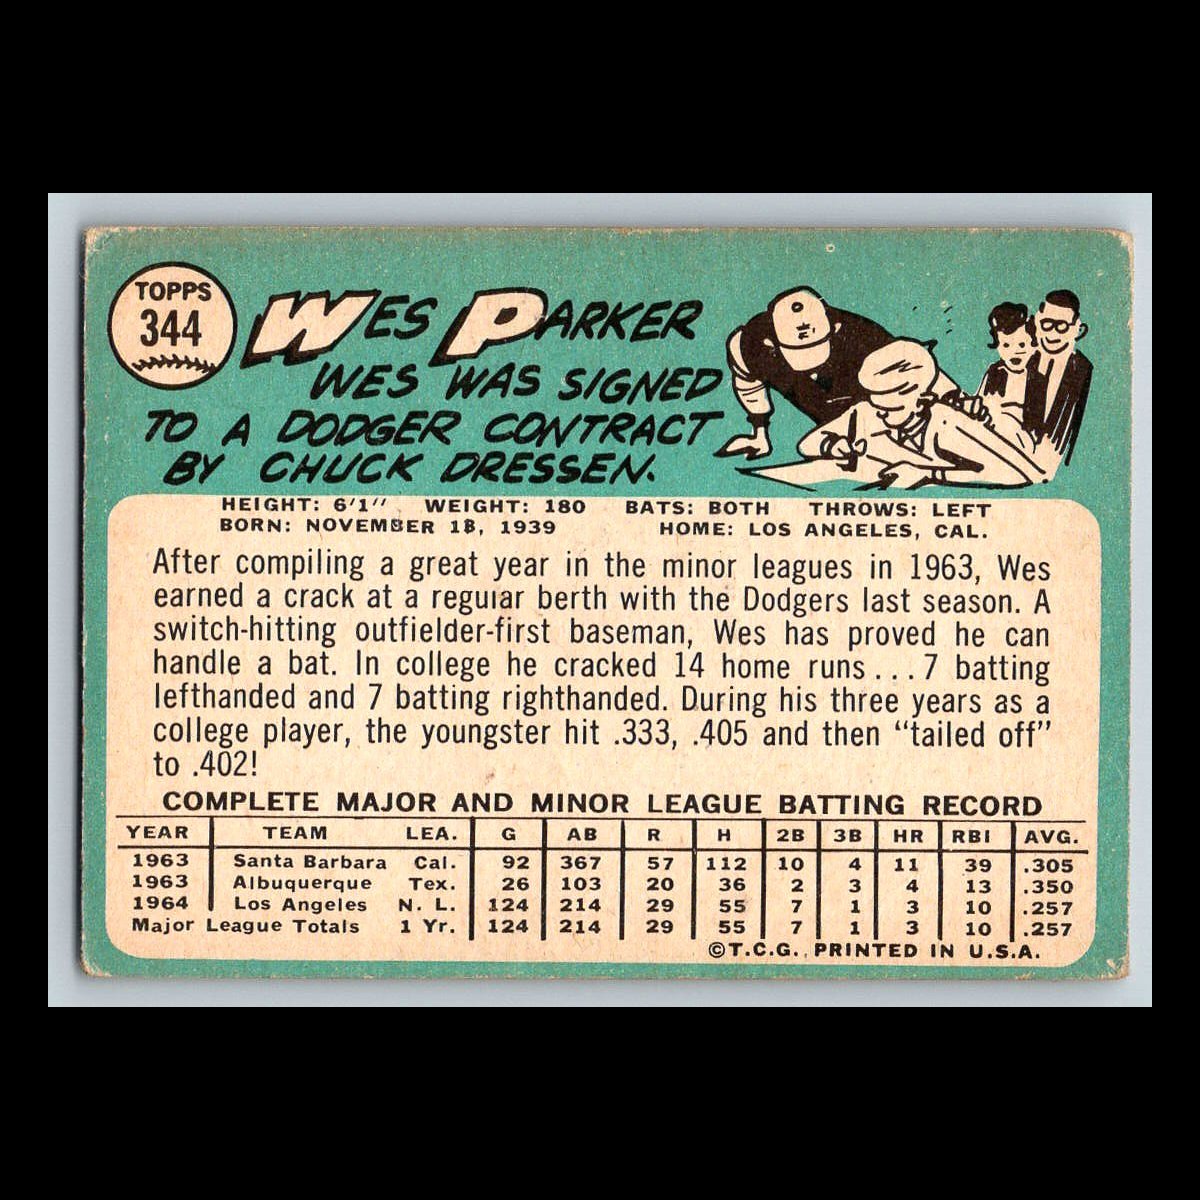 TOPPS
344
WES PARKER
WES WAS SIGNED
TO A DODGER CONTRACT
BY CHUCK DRESSEN.
HEIGHT: 6'1" WEIGHT: 180 BATS: BOTH THROWS: LEFT
BORN: NOVEMBER 18, 1939 HOME: LOS ANGELES, CAL.
After compiling a great year in the minor leagues in 1963, Wes
earned a crack at a regular berth with the Dodgers last season. A
switch-hitting outfielder-first baseman, Wes has proved he can
handle a bat. In college he cracked 14 home runs...7 batting
lefthanded and 7 batting righthanded. During his three years as a
college player, the youngster hit .333, .405 and then “tailed off”
to .402!
COMPLETE MAJOR AND MINOR LEAGUE BATTING RECORD
YEAR TEAM LEA. G AB R H 2B 3B HR RBI AVG.
1963 Santa Barbara Cal. 92 367 57 112 10 4 11 39 .305
1963 Albuquerque Tex. 26 103 20 36 2 3 4 13 .350
1964 Los Angeles N. L. 124 214 29 55 7 1 3 10 .257
Major League Totals 1 Yr. 124 214 29 55 7 1 3 10 .257
©T.C.G. PRINTED IN U.S.A.